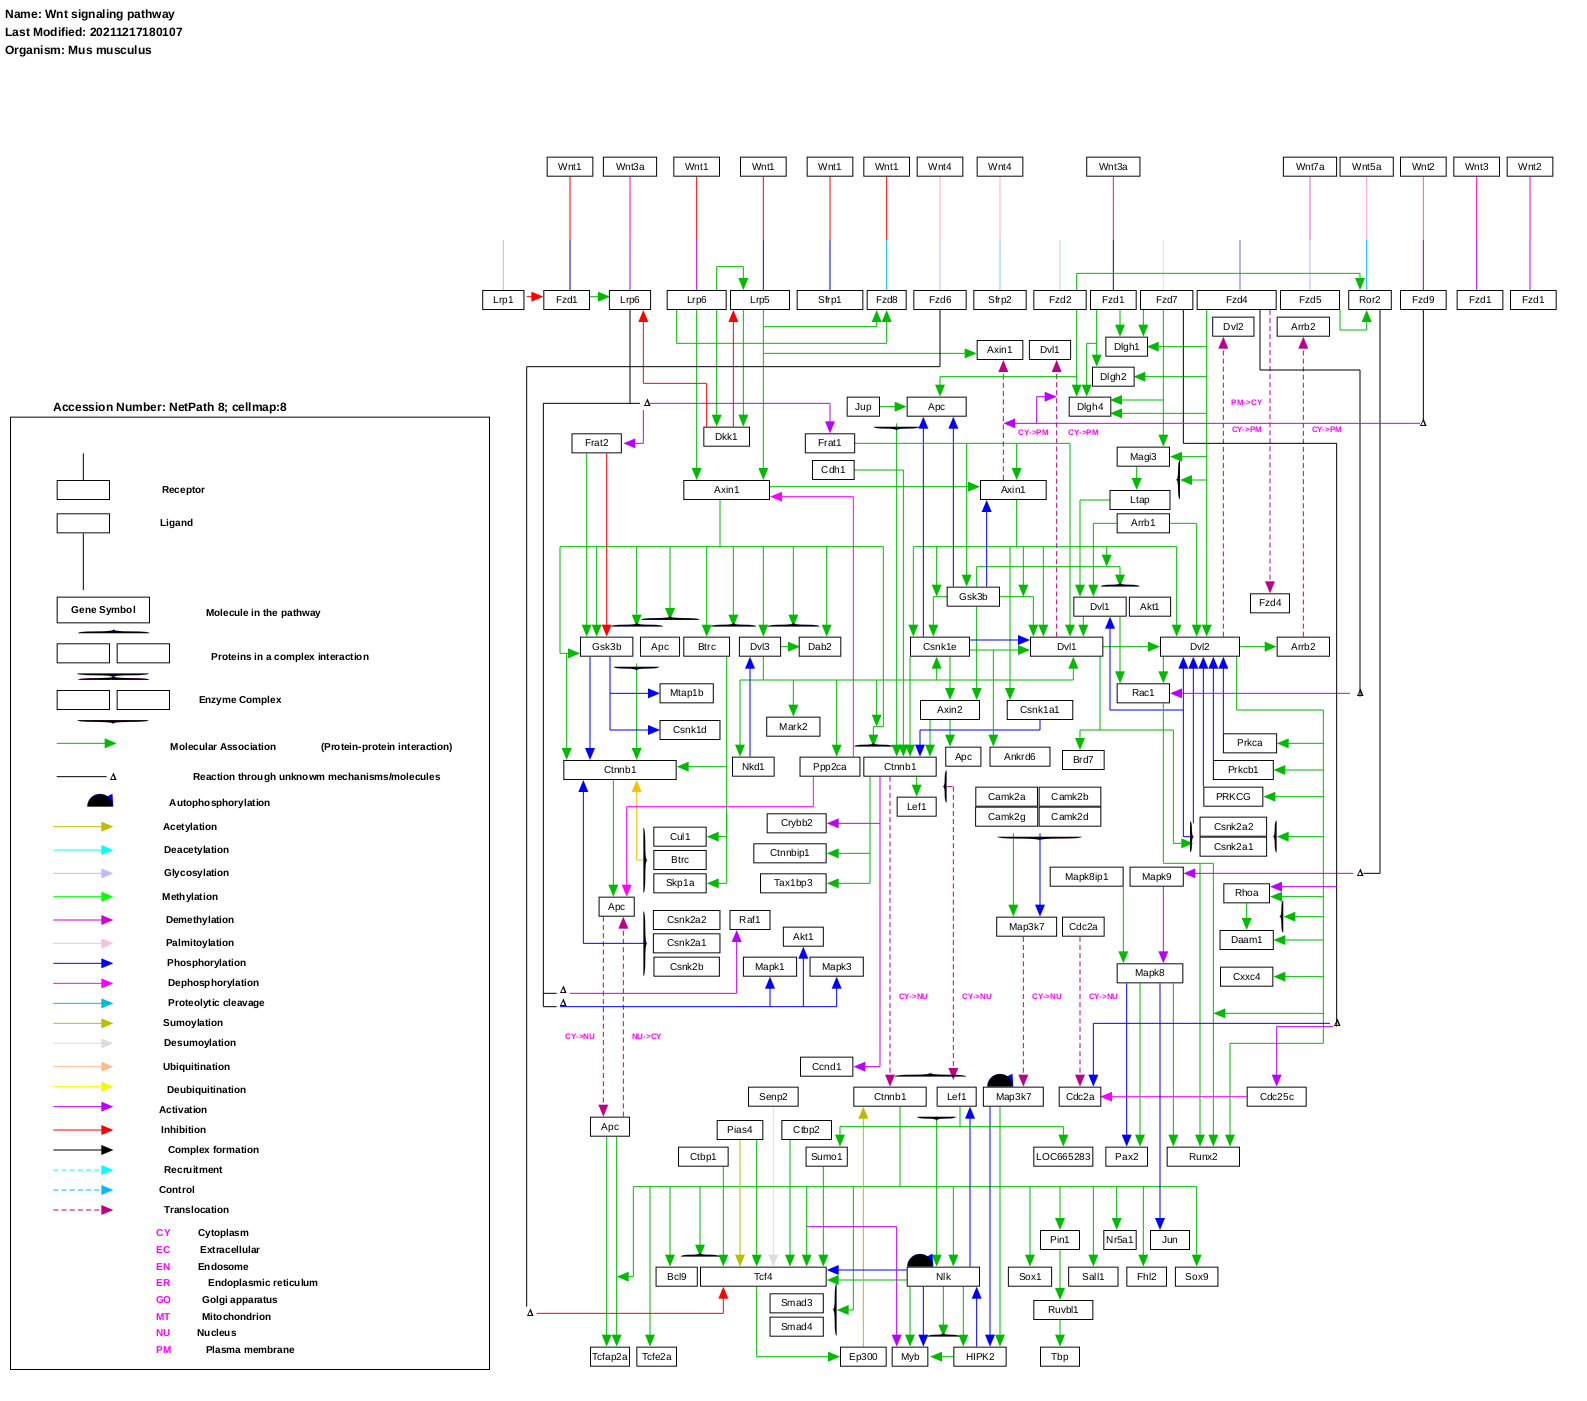 Name: Wnt signaling pathway
Last Modified: 20211217180107
Organism: Mus musculus
Wnt1 Wnt3a Wnt1 Wnt1 Wnt1 Wnt1 Wnt4 Wnt4 Wnt3a Wnt7a Wnt5a Wnt2 Wnt3 Wnt2
Lrp1 Fzd1 Lrp6 Lrp6 Lrp5 Sfrp1 Fzd8 Fzd6 Sfrp2 Fzd2 Fzd1 Fzd7 Fzd4 Fzd5 Ror2 Fzd9 Fzd1 Fzd1
Dvl2 Arrb2
Axin1 Dvl1 Dlgh1
Dlgh2
Jup Apc Dlgh4 PM->CY
CY->PM CY->PM CY->PM CY->PM
Frat2 Dkk1 Frat1
Cdh1 Magi3
Axin1 Axin1 Ltap
Arrb1
Gsk3b Dvl1 Akt1 Fzd4
Gsk3b Apc Btrc Dvl3 Dab2 Csnk1e Dvl1 Dvl2 Arrb2
Mtap1b Rac1
Mark2 Axin2 Csnk1a1
Csnk1d Prkca
Ctnnb1 Nkd1 Ppp2ca Ctnnb1 Apc Ankrd6 Brd7 Prkcb1
Lef1 Camk2a Camk2b PRKCG
Camk2g Camk2d
Crybb2 Csnk2a2
Cul1 Csnk2a1
Btrc Ctnnbip1
Skp1a Tax1bp3 Mapk8ip1 Mapk9
Rhoa
Apc
Csnk2a2 Raf1 Map3k7 Cdc2a
Csnk2a1 Akt1 Daam1
Csnk2b Mapk1 Mapk3 Mapk8 Cxxc4
CY->NU CY->NU CY->NU CY->NU
CY->NU NU->CY
Ccnd1
Senp2 Ctnnb1 Lef1 Map3k7 Cdc2a Cdc25c
Apc Pias4 Ctbp2
Ctbp1 Sumo1 LOC665283 Pax2 Runx2
Pin1 Nr5a1 Jun
Bcl9 Tcf4 Nlk Sox1 Sall1 Fhl2 Sox9
Smad3 Ruvbl1
Smad4
Tcfap2a Tcfe2a Ep300 Myb HIPK2 Tbp
Accession Number: NetPath 8; cellmap:8
Receptor
Ligand
Gene Symbol Molecule in the pathway
Proteins in a complex interaction
Enzyme Complex
Molecular Association (Protein-protein interaction)
Δ Reaction through unknown mechanisms/molecules
Autophosphorylation
Acetylation
Deacetylation
Glycosylation
Methylation
Demethylation
Palmitoylation
Phosphorylation
Dephosphorylation
Proteolytic cleavage
Sumoylation
Desumoylation
Ubiquitination
Deubiquitination
Activation
Inhibition
Complex formation
Recruitment
Control
Translocation
CY Cytoplasm
EC Extracellular
EN Endosome
ER Endoplasmic reticulum
GO Golgi apparatus
MT Mitochondrion
NU Nucleus
PM Plasma membrane